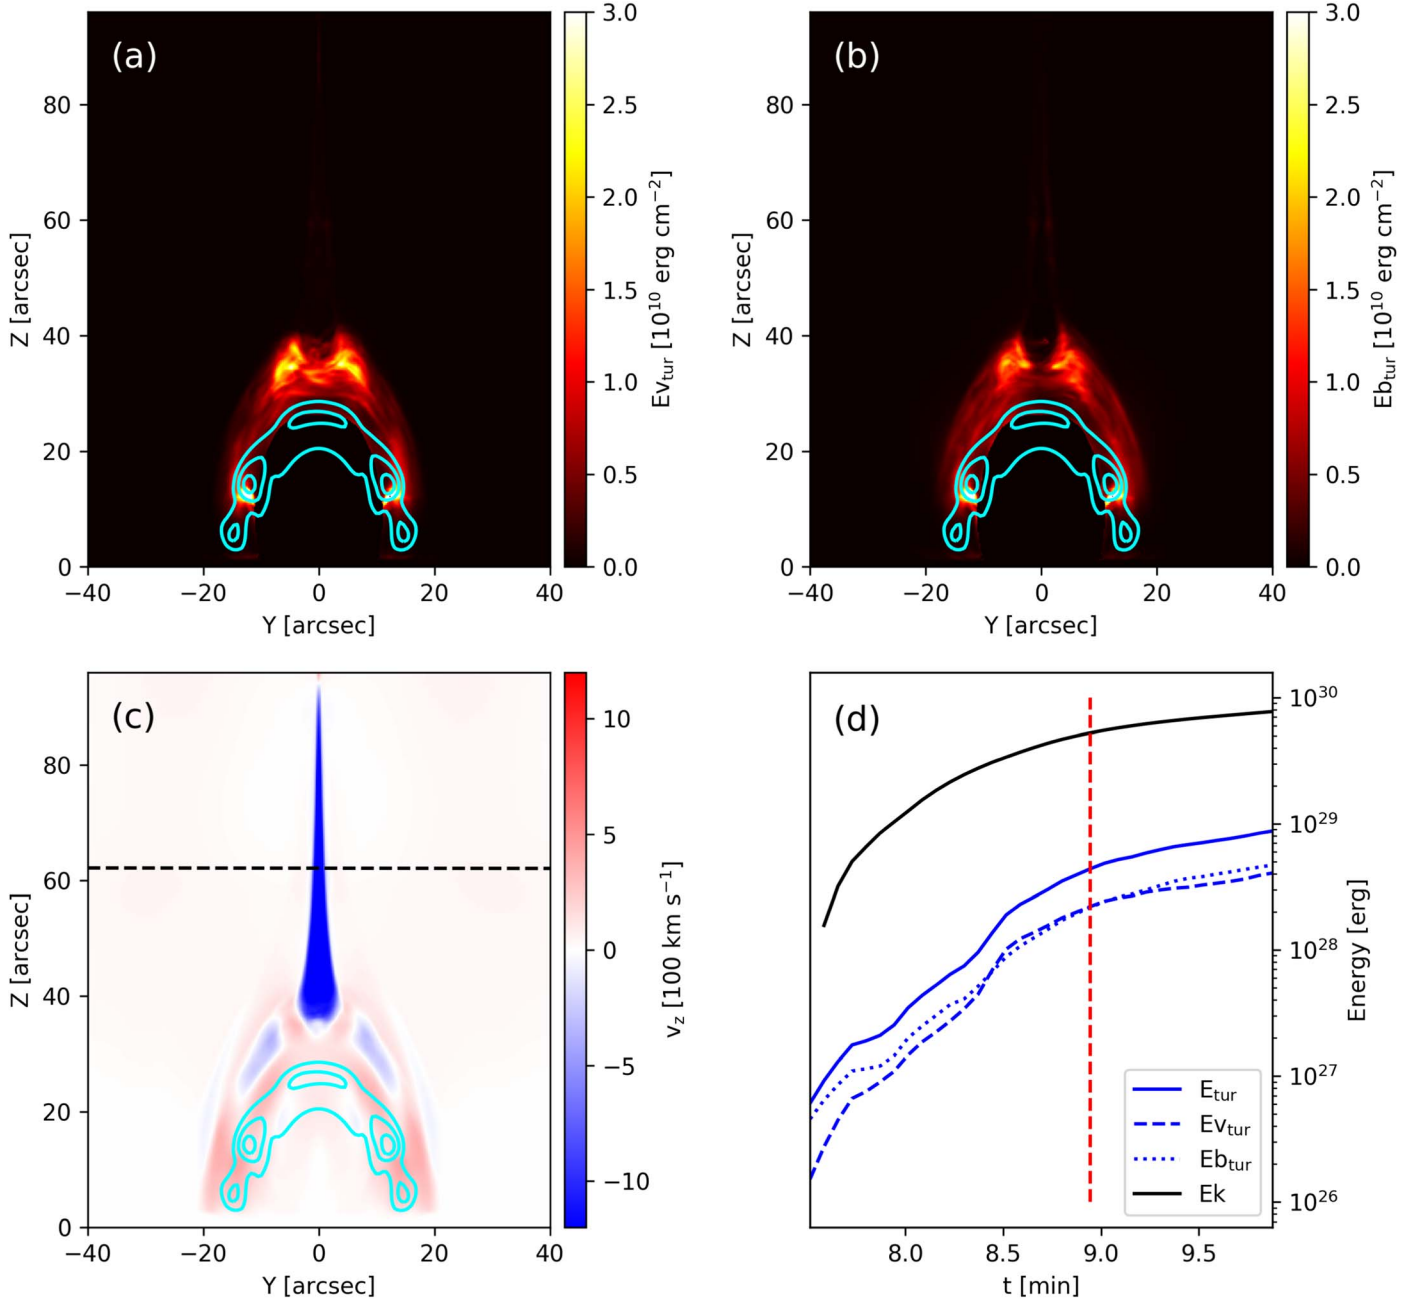 (a)
80
60
40
20
0
Z [arcsec]
−40 −20 0 20 40
Y [arcsec]
3.0
2.5
2.0
1.5
1.0
0.5
0.0
Ev_tur [10^10 erg cm^−2]
(b)
80
60
40
20
0
Z [arcsec]
−40 −20 0 20 40
Y [arcsec]
3.0
2.5
2.0
1.5
1.0
0.5
0.0
Eb_tur [10^10 erg cm^−2]
(c)
80
60
40
20
0
Z [arcsec]
−40 −20 0 20 40
Y [arcsec]
10
5
0
−5
−10
v_z [100 km s^−1]
(d)
10^30
10^29
10^28
10^27
10^26
Energy [erg]
E_tur
Ev_tur
Eb_tur
Ek
8.0 8.5 9.0 9.5
t [min]